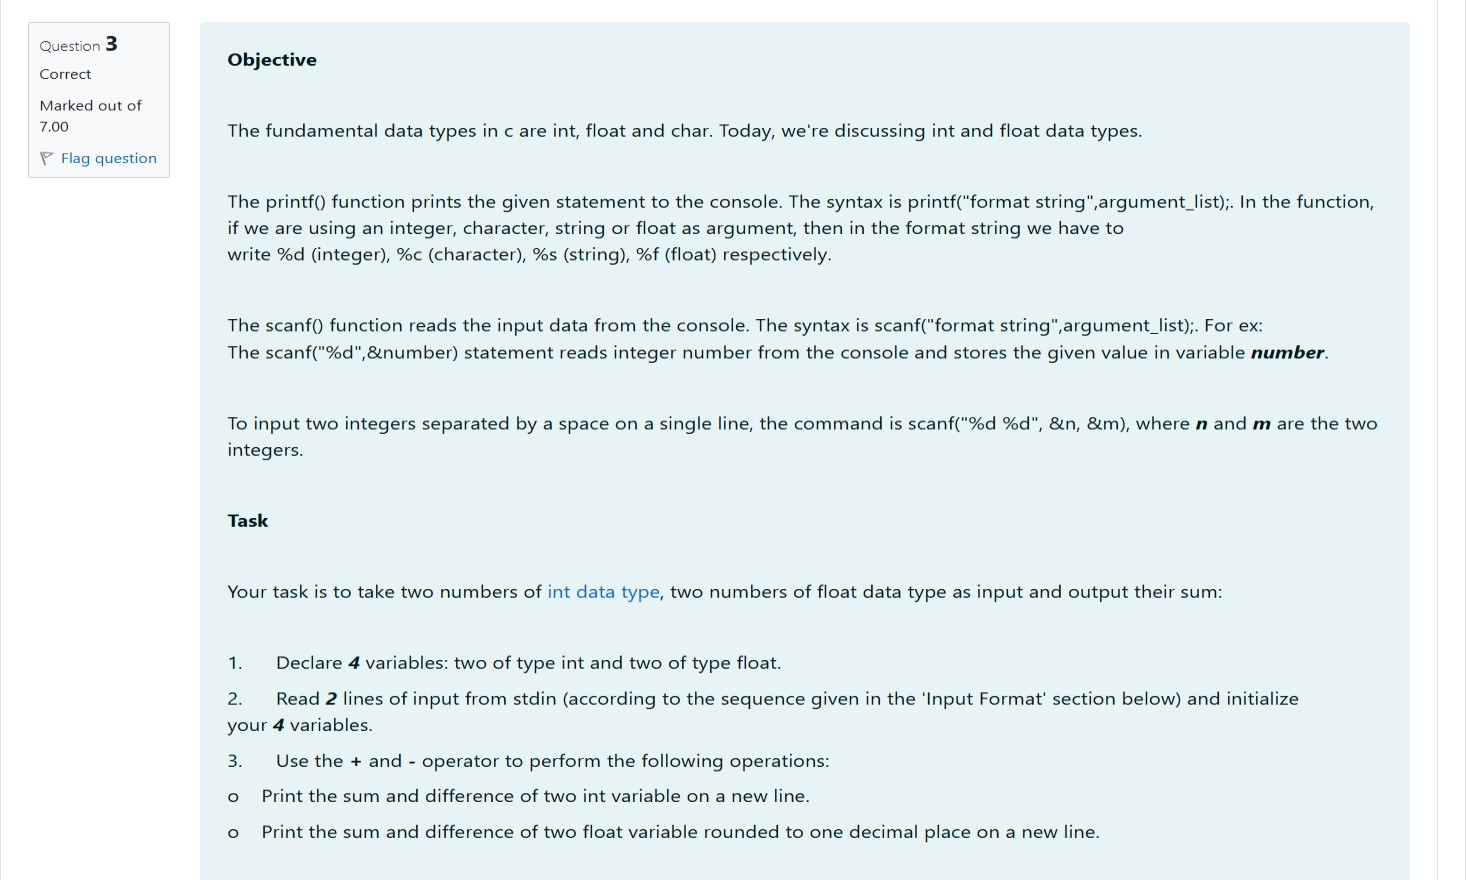 Question 3
Correct
Marked out of
7.00
Flag question
Objective
The fundamental data types in c are int, float and char. Today, we're discussing int and float data types.
The printf() function prints the given statement to the console. The syntax is printf("format string",argument_list);. In the function,
if we are using an integer, character, string or float as argument, then in the format string we have to
write %d (integer), %c (character), %s (string), %f (float) respectively.
The scanf() function reads the input data from the console. The syntax is scanf("format string",argument_list);. For ex:
The scanf("%d",&number) statement reads integer number from the console and stores the given value in variable number.
To input two integers separated by a space on a single line, the command is scanf("%d %d", &n, &m), where n and m are the two
integers.
Task
Your task is to take two numbers of int data type, two numbers of float data type as input and output their sum:
1. Declare 4 variables: two of type int and two of type float.
2. Read 2 lines of input from stdin (according to the sequence given in the 'Input Format' section below) and initialize
your 4 variables.
3. Use the + and - operator to perform the following operations:
o Print the sum and difference of two int variable on a new line.
o Print the sum and difference of two float variable rounded to one decimal place on a new line.